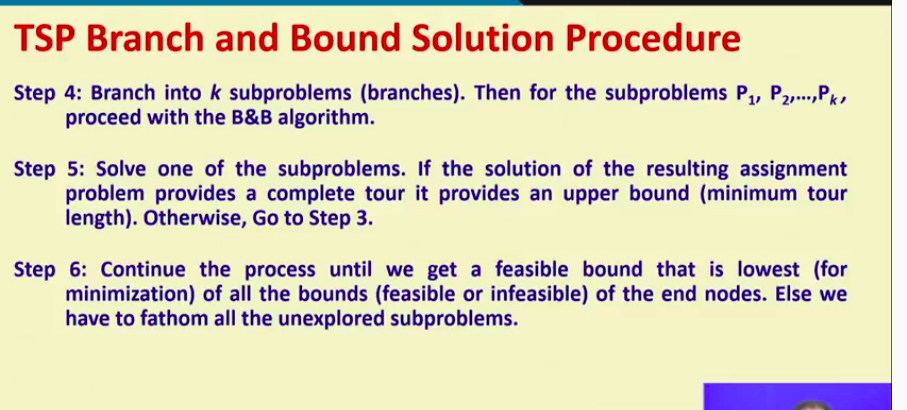 TSP Branch and Bound Solution Procedure
Step 4: Branch into k subproblems (branches). Then for the subproblems P1, P2,...,Pk,
proceed with the B&B algorithm.
Step 5: Solve one of the subproblems. If the solution of the resulting assignment
problem provides a complete tour it provides an upper bound (minimum tour
length). Otherwise, Go to Step 3.
Step 6: Continue the process until we get a feasible bound that is lowest (for
minimization) of all the bounds (feasible or infeasible) of the end nodes. Else we
have to fathom all the unexplored subproblems.